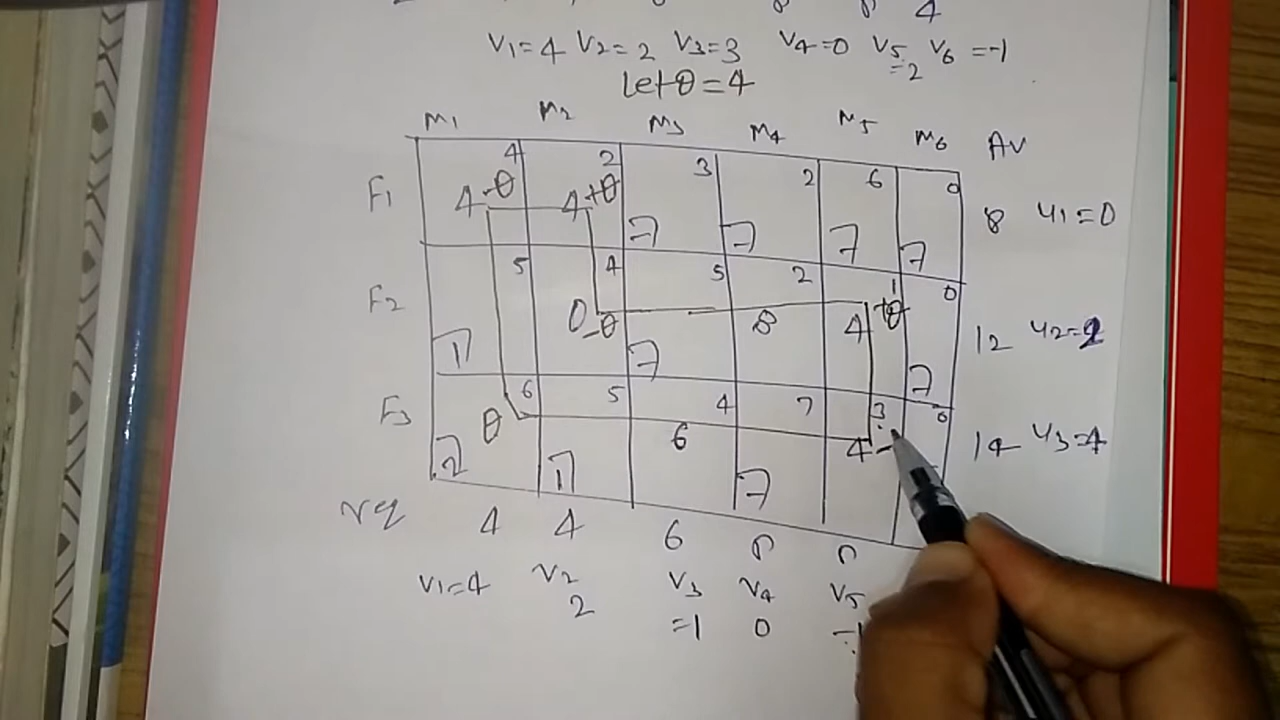 4
V1=4 V2=2 V3=3 V4=0 V5=2 V6=-1
Let θ=4
M1 M2 M3 M4 M5 M6 AV
4 2 3 2 6 0
F1 4-θ 4+θ 8 U1=0
7 7 7 7
5 4 5 2 1 0
F2 0-θ 8 4+θ 12 U2=2
1 7 7
6 5 4 7 3 0
F3 θ 6 4- 14 U3=4
2 1 7
rq 4 4 6
V1=4 V2 2 V3 =1 V4 0 V5